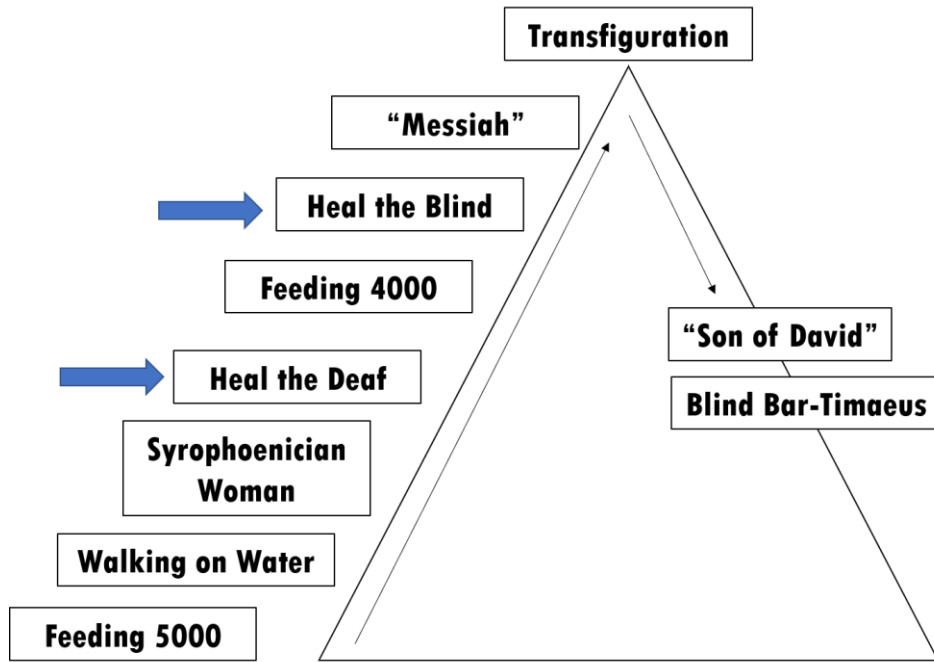 Transfiguration
“Messiah”
Heal the Blind
Feeding 4000
“Son of David”
Heal the Deaf
Blind Bar-Timaeus
Syrophoenician
Woman
Walking on Water
Feeding 5000